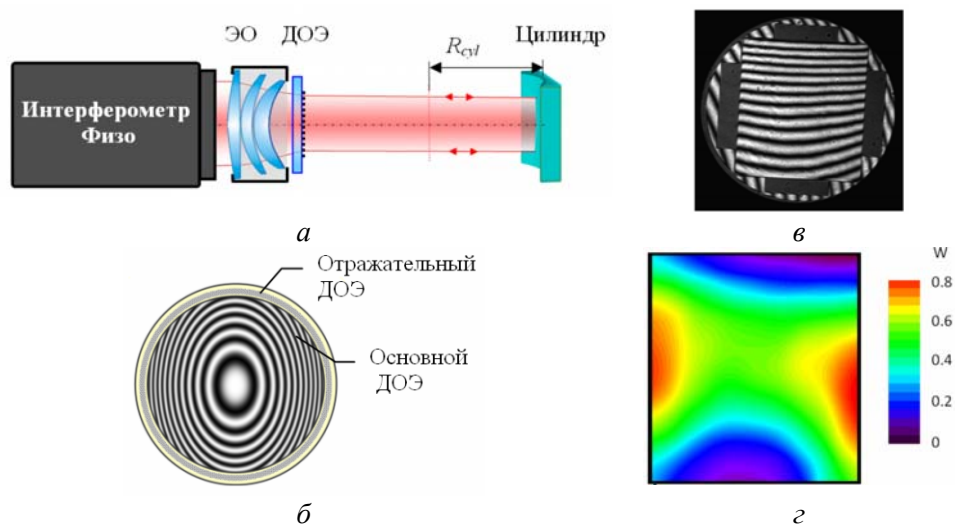 ЭО ДОЭ
R_cyl
Цилиндр
Интерферометр
Физо
а
в
Отражательный
ДОЭ
Основной
ДОЭ
б
W
0.8
0.6
0.4
0.2
0
г